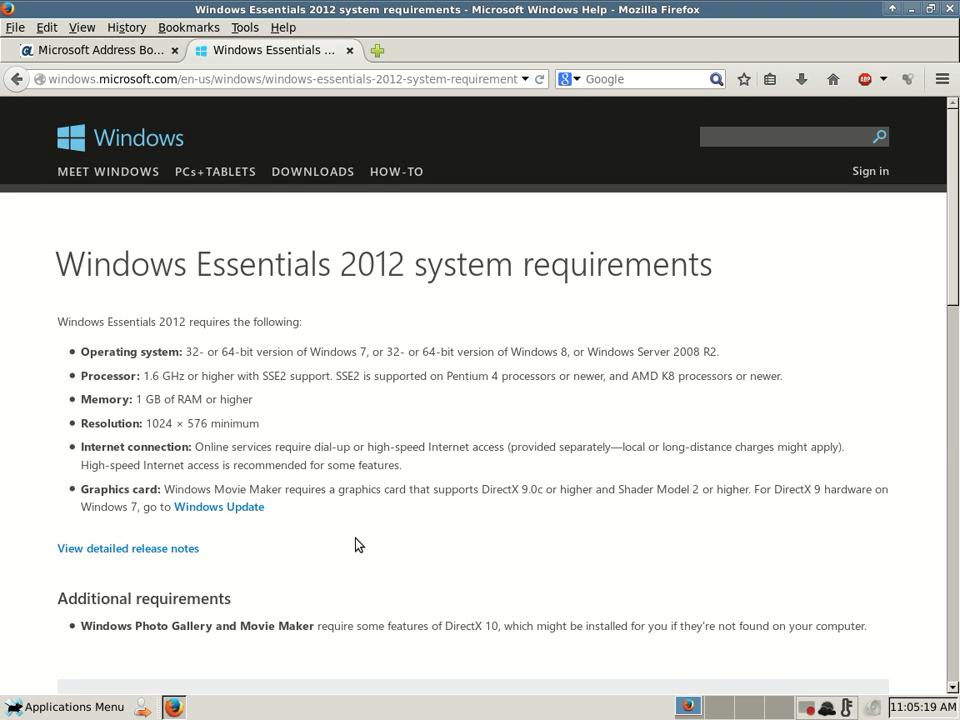 Windows Essentials 2012 system requirements - Microsoft Windows Help - Mozilla Firefox
File Edit View History Bookmarks Tools Help
Microsoft Address Bo... Windows Essentials 2012 ...
windows.microsoft.com/en-us/windows/windows-essentials-2012-system-requirement Google
ABP
Windows
MEET WINDOWS PCs+TABLETS DOWNLOADS HOW-TO Sign in
Windows Essentials 2012 system requirements
Windows Essentials 2012 requires the following:
• Operating system: 32- or 64-bit version of Windows 7, or 32- or 64-bit version of Windows 8, or Windows Server 2008 R2.
• Processor: 1.6 GHz or higher with SSE2 support. SSE2 is supported on Pentium 4 processors or newer, and AMD K8 processors or newer.
• Memory: 1 GB of RAM or higher
• Resolution: 1024 × 576 minimum
• Internet connection: Online services require dial-up or high-speed Internet access (provided separately—local or long-distance charges might apply).
High-speed Internet access is recommended for some features.
• Graphics card: Windows Movie Maker requires a graphics card that supports DirectX 9.0c or higher and Shader Model 2 or higher. For DirectX 9 hardware on
Windows 7, go to Windows Update
View detailed release notes
Additional requirements
• Windows Photo Gallery and Movie Maker require some features of DirectX 10, which might be installed for you if they're not found on your computer.
Applications Menu 11:05:19 AM